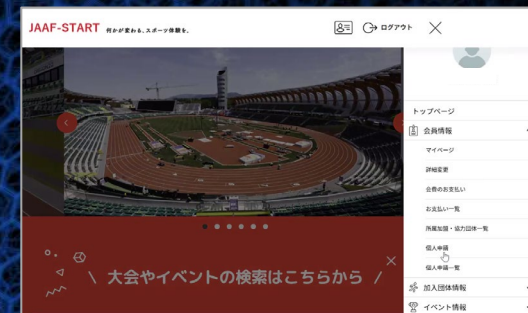 JAAF-START 何かが変わる、スポーツ体験を。
ログアウト
トップページ
会員情報
マイページ
詳細変更
会費のお支払い
お支払い一覧
所属加盟・協力団体一覧
個人申請
個人申請一覧
加入団体情報
イベント情報
\ 大会やイベントの検索はこちらから /